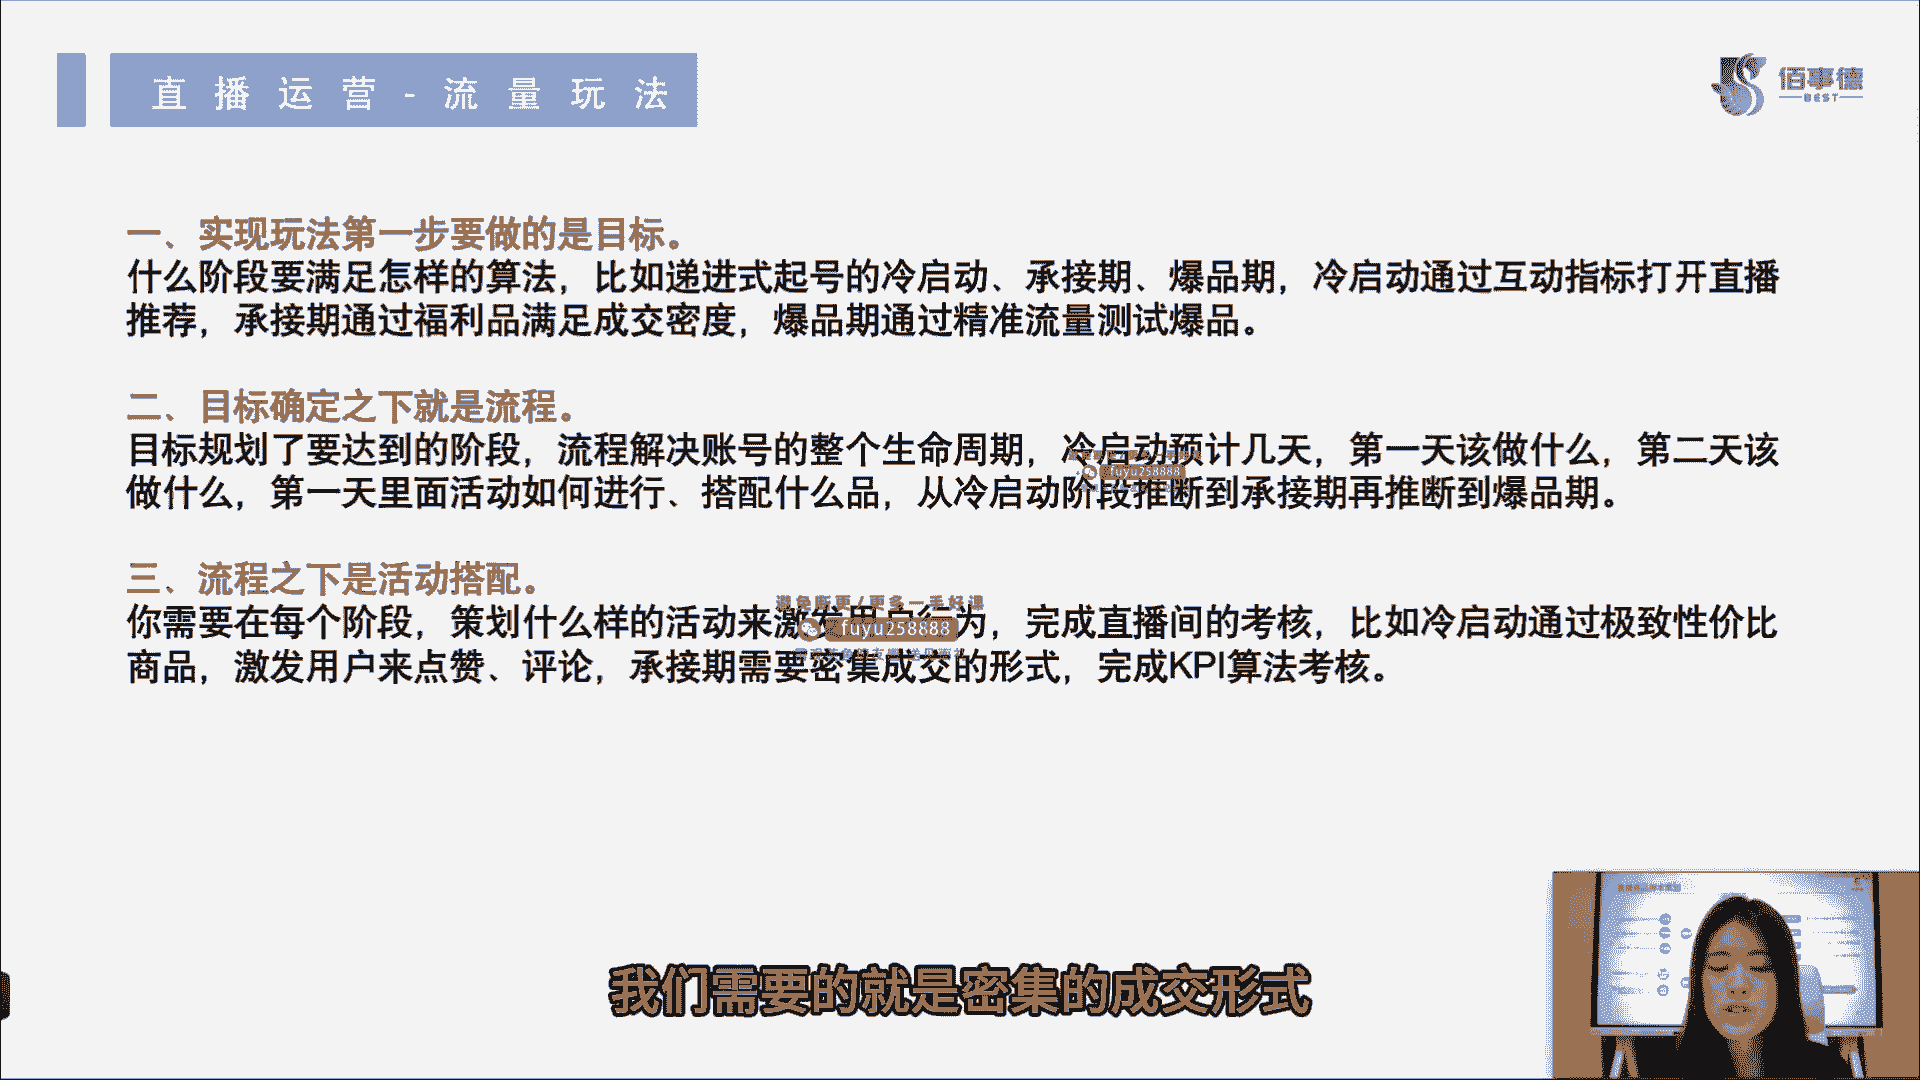 直播运营-流量玩法
佰事德
BEST
一、实现玩法第一步要做的是目标。
什么阶段要满足怎样的算法，比如递进式起号的冷启动、承接期、爆品期，冷启动通过互动指标打开直播
推荐，承接期通过福利品满足成交密度，爆品期通过精准流量测试爆品。
二、目标确定之下就是流程。
目标规划了要达到的阶段，流程解决账号的整个生命周期，冷启动预计几天，第一天该做什么，第二天该
fuyu258888
做什么，第一天里面活动如何进行、搭配什么品，从冷启动阶段推断到承接期再推断到爆品期。
三、流程之下是活动搭配。
避免断更/更多一手好课
你需要在每个阶段，策划什么样的活动来激发用户行为，完成直播间的考核，比如冷启动通过极致性价比
fuyu258888
商品，激发用户来点赞、评论，承接期需要密集成交的形式，完成KPI算法考核。
我们需要的就是密集的成交形式